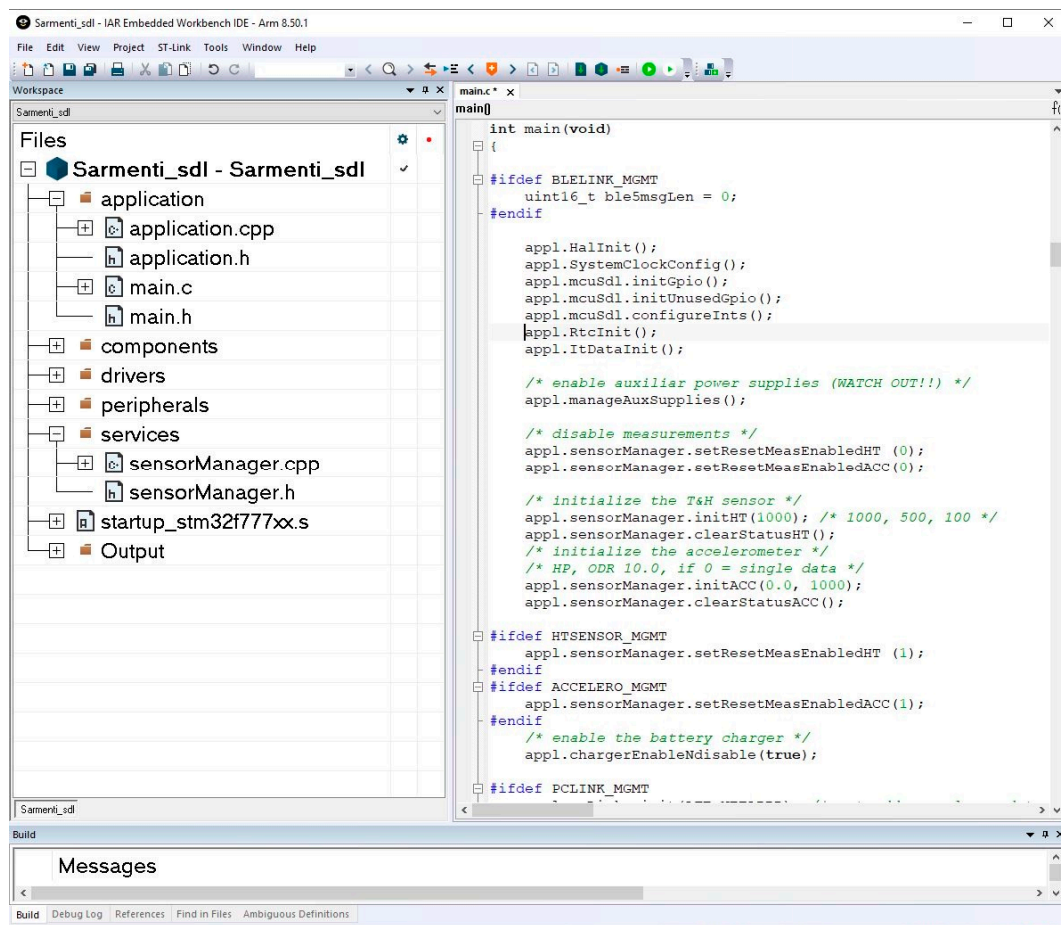 Sarmenti_sdl - IAR Embedded Workbench IDE - Arm 8.50.1
File Edit View Project ST-Link Tools Window Help
Workspace
Sarmenti_sdl
Files
Sarmenti_sdl - Sarmenti_sdl
application
application.cpp
application.h
main.c
main.h
components
drivers
peripherals
services
sensorManager.cpp
sensorManager.h
startup_stm32f777xx.s
Output
Sarmenti_sdl
main.c *
main()
int main(void)
{
#ifdef BLELINK_MGMT
uint16_t ble5msgLen = 0;
#endif
appl.HalInit();
appl.SystemClockConfig();
appl.mcuSdl.initGpio();
appl.mcuSdl.initUnusedGpio();
appl.mcuSdl.configureInts();
appl.RtcInit();
appl.ItDataInit();
/* enable auxiliar power supplies (WATCH OUT!!) */
appl.manageAuxSupplies();
/* disable measurements */
appl.sensorManager.setResetMeasEnabledHT (0);
appl.sensorManager.setResetMeasEnabledACC(0);
/* initialize the T&H sensor */
appl.sensorManager.initHT(1000); /* 1000, 500, 100 */
appl.sensorManager.clearStatusHT();
/* initialize the accelerometer */
/* HP, ODR 10.0, if 0 = single data */
appl.sensorManager.initACC(0.0, 1000);
appl.sensorManager.clearStatusACC();
#ifdef HTSENSOR_MGMT
appl.sensorManager.setResetMeasEnabledHT (1);
#endif
#ifdef ACCELERO_MGMT
appl.sensorManager.setResetMeasEnabledACC(1);
#endif
/* enable the battery charger */
appl.chargerEnableNdisable(true);
#ifdef PCLINK_MGMT
Build
Messages
Build Debug Log References Find in Files Ambiguous Definitions